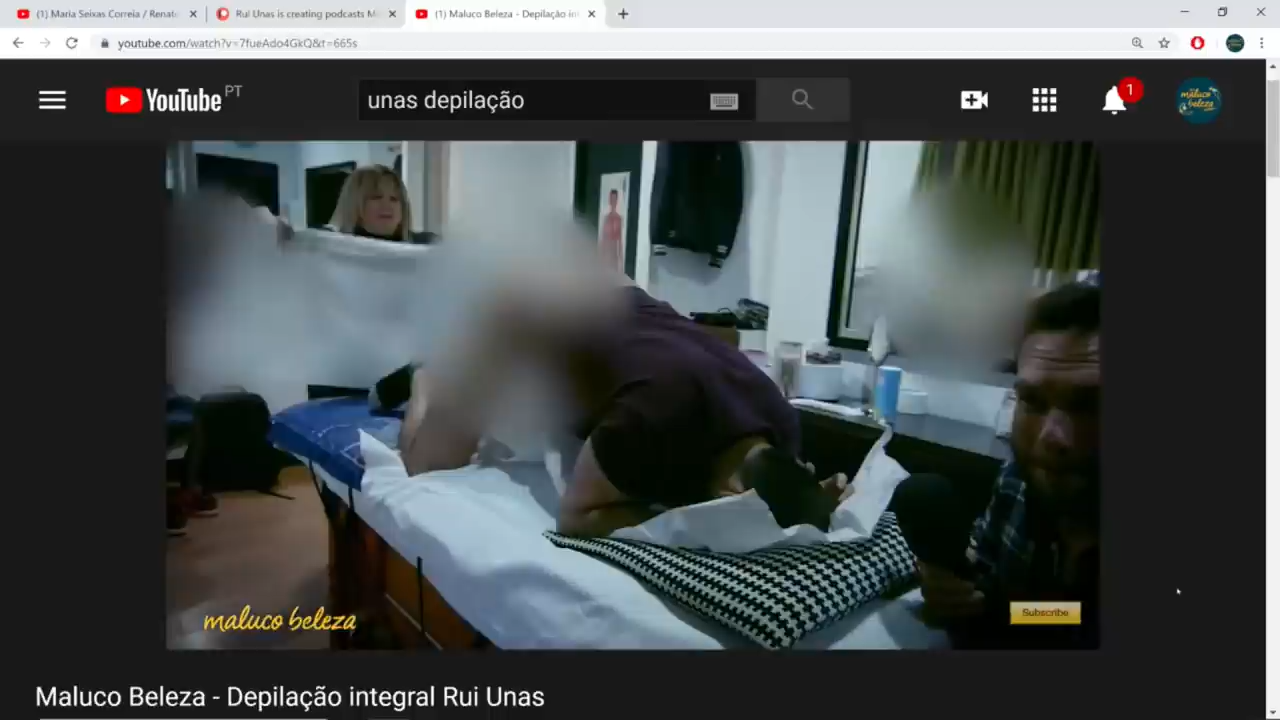 (1) Maria Seixas Correia / Renato
Rui Unas is creating podcasts M
(1) Maluco Beleza - Depilação in
youtube.com/watch?v=7fueAdo4GkQ&t=665s
YouTube PT
unas depilação
1
maluco beleza
maluco beleza
Subscribe
Maluco Beleza - Depilação integral Rui Unas